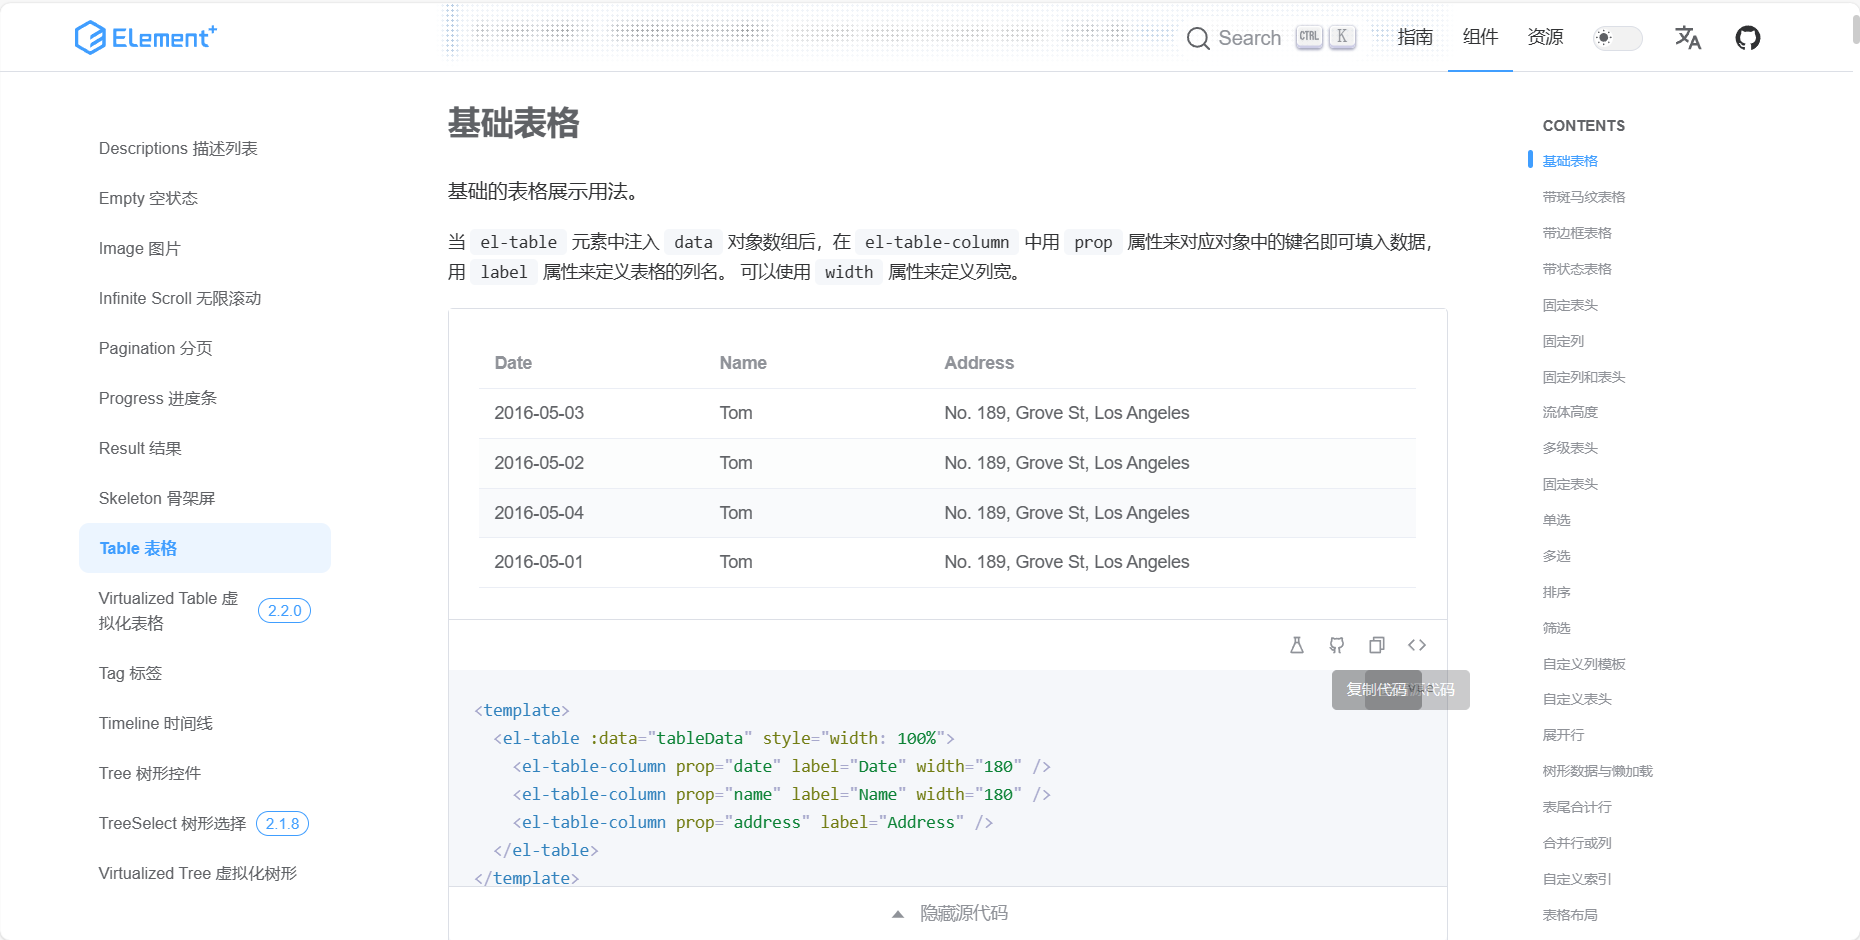 Element+
Search CTRL K 指南 组件 资源
Descriptions 描述列表
Empty 空状态
Image 图片
Infinite Scroll 无限滚动
Pagination 分页
Progress 进度条
Result 结果
Skeleton 骨架屏
Table 表格
Virtualized Table 虚
拟化表格 2.2.0
Tag 标签
Timeline 时间线
Tree 树形控件
TreeSelect 树形选择 2.1.8
Virtualized Tree 虚拟化树形
基础表格
基础的表格展示用法。
当 el-table 元素中注入 data 对象数组后，在 el-table-column 中用 prop 属性来对应对象中的键名即可填入数据，
用 label 属性来定义表格的列名。 可以使用 width 属性来定义列宽。
Date Name Address
2016-05-03 Tom No. 189, Grove St, Los Angeles
2016-05-02 Tom No. 189, Grove St, Los Angeles
2016-05-04 Tom No. 189, Grove St, Los Angeles
2016-05-01 Tom No. 189, Grove St, Los Angeles
复制代码 源代码
<template>
<el-table :data="tableData" style="width: 100%">
<el-table-column prop="date" label="Date" width="180" />
<el-table-column prop="name" label="Name" width="180" />
<el-table-column prop="address" label="Address" />
</el-table>
</template>
隐藏源代码
CONTENTS
基础表格
带斑马纹表格
带边框表格
带状态表格
固定表头
固定列
固定列和表头
流体高度
多级表头
固定表头
单选
多选
排序
筛选
自定义列模板
自定义表头
展开行
树形数据与懒加载
表尾合计行
合并行或列
自定义索引
表格布局